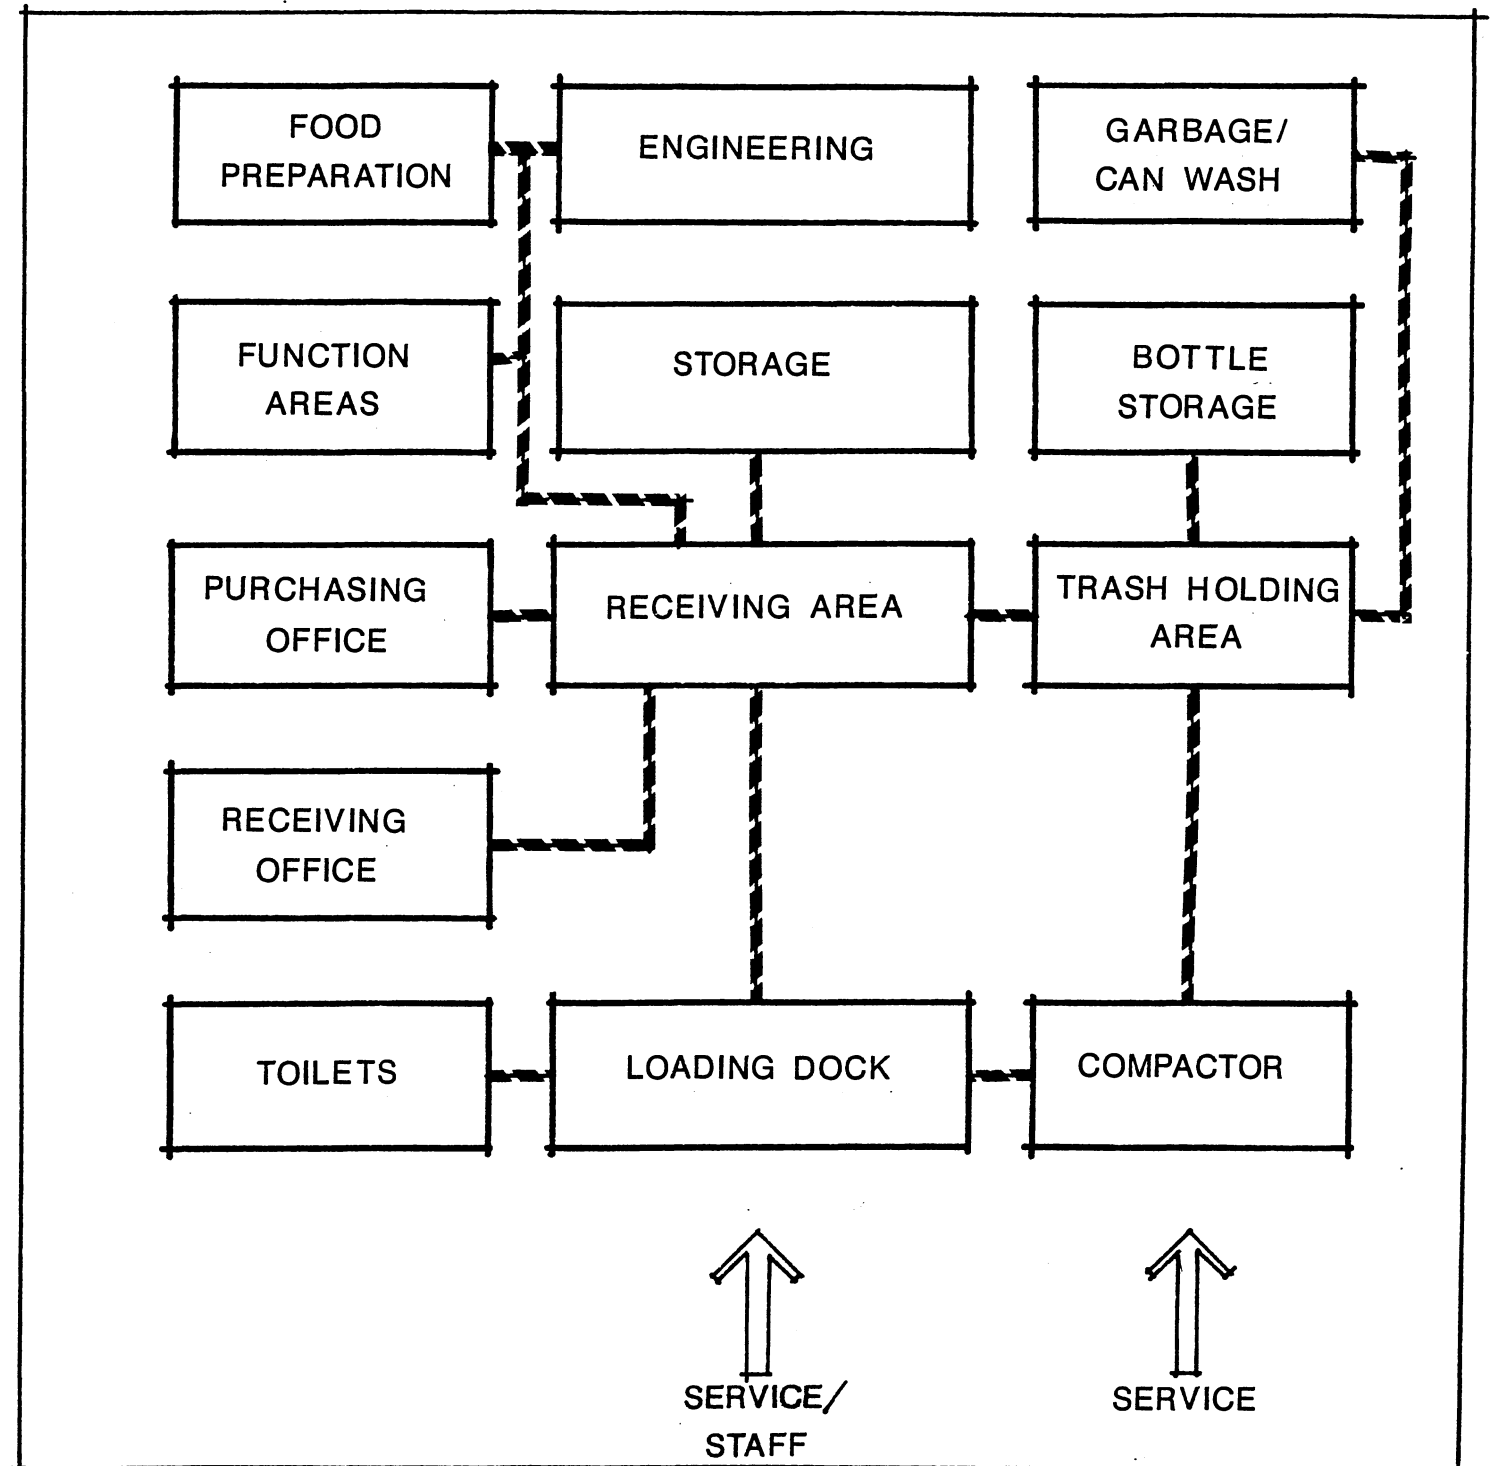 FOOD
PREPARATION
ENGINEERING
GARBAGE/
CAN WASH
FUNCTION
AREAS
STORAGE
BOTTLE
STORAGE
PURCHASING
OFFICE
RECEIVING AREA
TRASH HOLDING
AREA
RECEIVING
OFFICE
TOILETS
LOADING DOCK
COMPACTOR
SERVICE/
STAFF
SERVICE